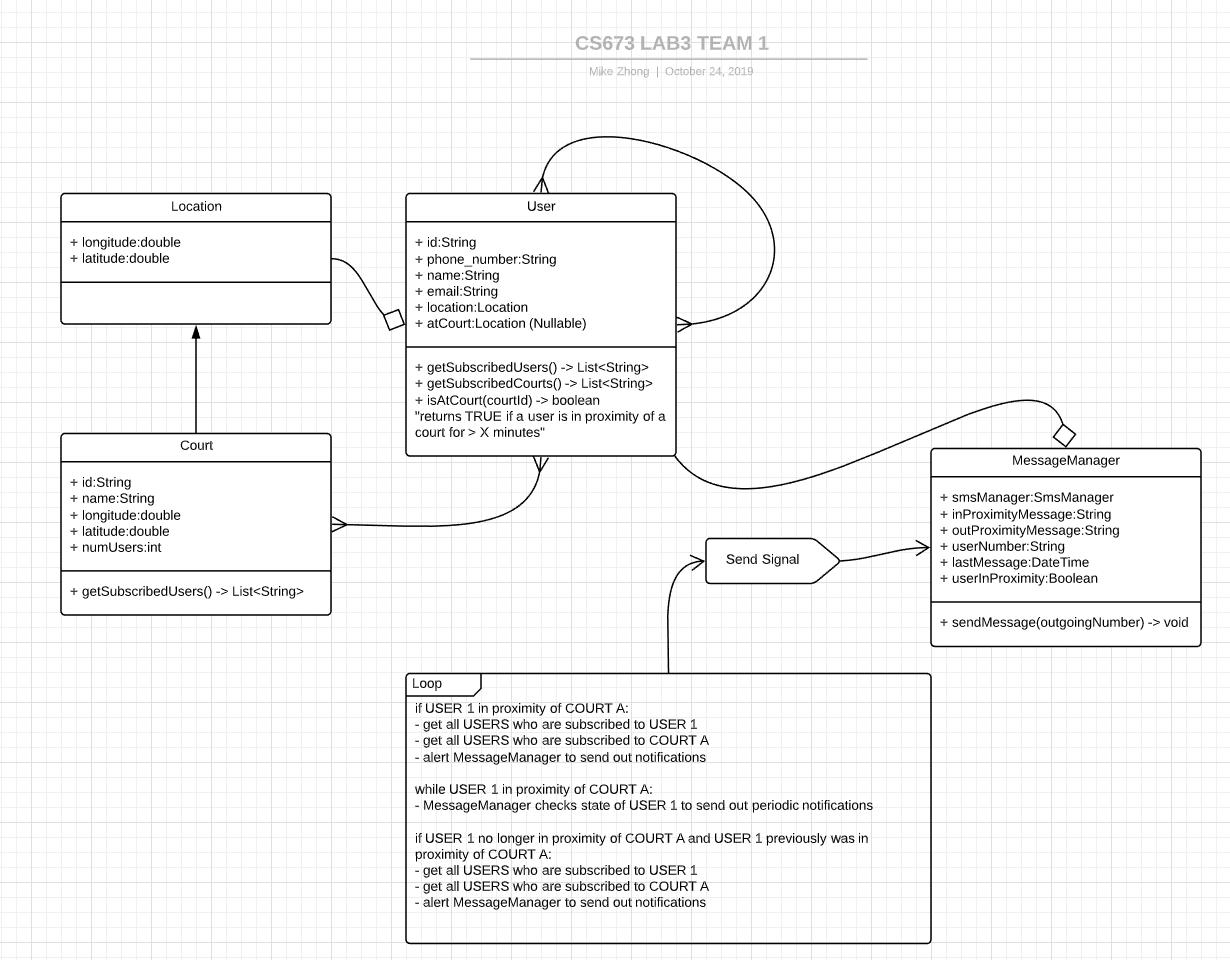 CS673 LAB3 TEAM 1
Mike Zhong | October 24, 2019
Location
+ longitude:double
+ latitude:double
User
+ id:String
+ phone_number:String
+ name:String
+ email:String
+ location:Location
+ atCourt:Location (Nullable)
+ getSubscribedUsers() -> List<String>
+ getSubscribedCourts() -> List<String>
+ isAtCourt(courtId) -> boolean
"returns TRUE if a user is in proximity of a
court for > X minutes"
Court
+ id:String
+ name:String
+ longitude:double
+ latitude:double
+ numUsers:int
+ getSubscribedUsers() -> List<String>
MessageManager
+ smsManager:SmsManager
+ inProximityMessage:String
+ outProximityMessage:String
+ userNumber:String
+ lastMessage:DateTime
+ userInProximity:Boolean
+ sendMessage(outgoingNumber) -> void
Send Signal
Loop
if USER 1 in proximity of COURT A:
- get all USERS who are subscribed to USER 1
- get all USERS who are subscribed to COURT A
- alert MessageManager to send out notifications
while USER 1 in proximity of COURT A:
- MessageManager checks state of USER 1 to send out periodic notifications
if USER 1 no longer in proximity of COURT A and USER 1 previously was in
proximity of COURT A:
- get all USERS who are subscribed to USER 1
- get all USERS who are subscribed to COURT A
- alert MessageManager to send out notifications